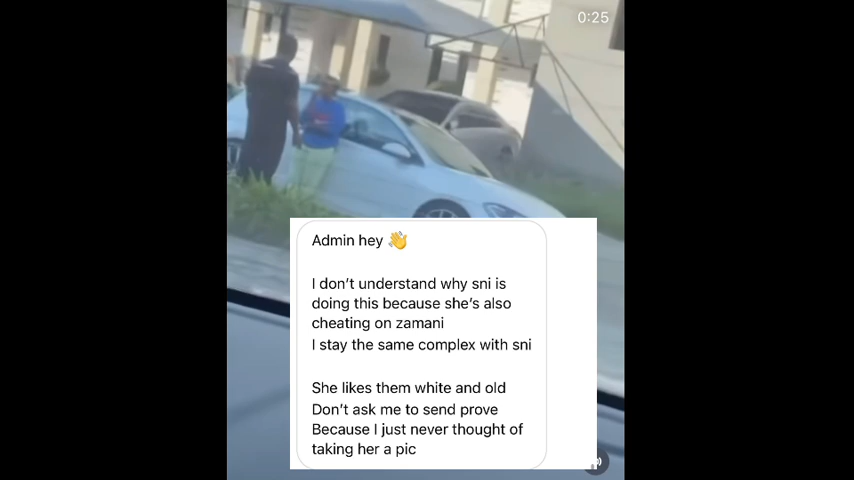 0:25
Admin hey 👋
I don't understand why sni is
doing this because she's also
cheating on zamani
I stay the same complex with sni
She likes them white and old
Don't ask me to send prove
Because I just never thought of
taking her a pic